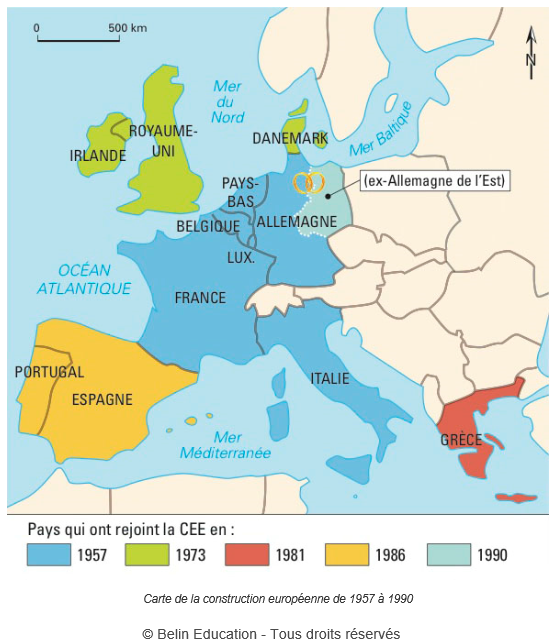 0 500 km
N
Mer
du
Nord
Mer Baltique
ROYAUME-
UNI
IRLANDE
DANEMARK
(ex-Allemagne de l'Est)
PAYS-
BAS
BELGIQUE
ALLEMAGNE
LUX.
OCÉAN
ATLANTIQUE
FRANCE
PORTUGAL
ESPAGNE
ITALIE
Mer
Méditerranée
GRÈCE
Pays qui ont rejoint la CEE en :
1957 1973 1981 1986 1990
Carte de la construction européenne de 1957 à 1990
© Belin Education - Tous droits réservés